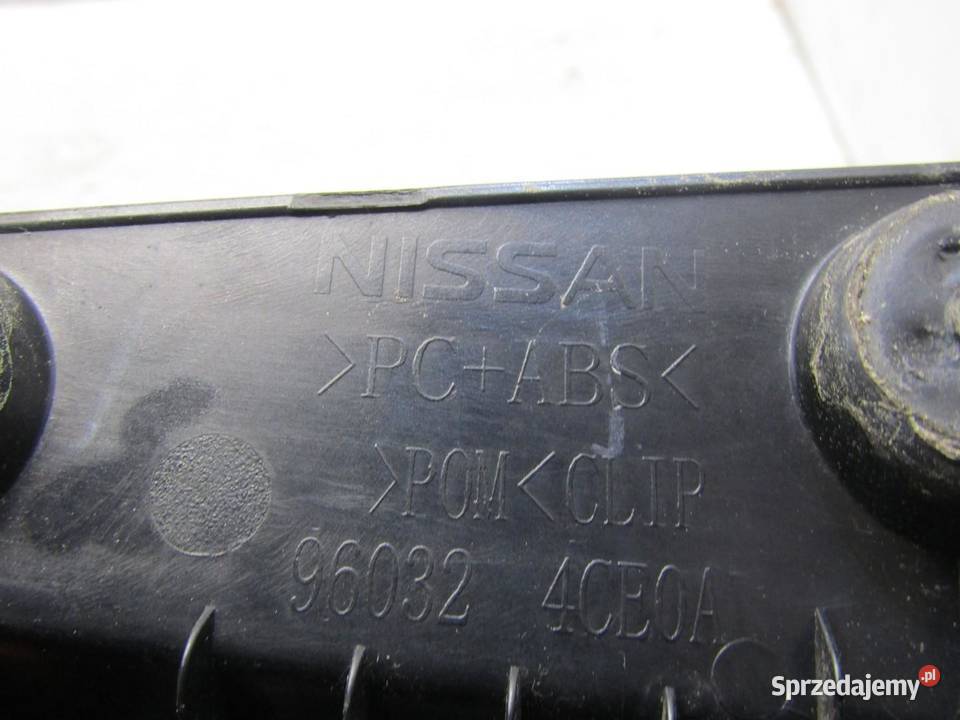 NISSAN
>PC+ABS<
>POM<CLIP
96032 4CE0A
Sprzedajemy.pl